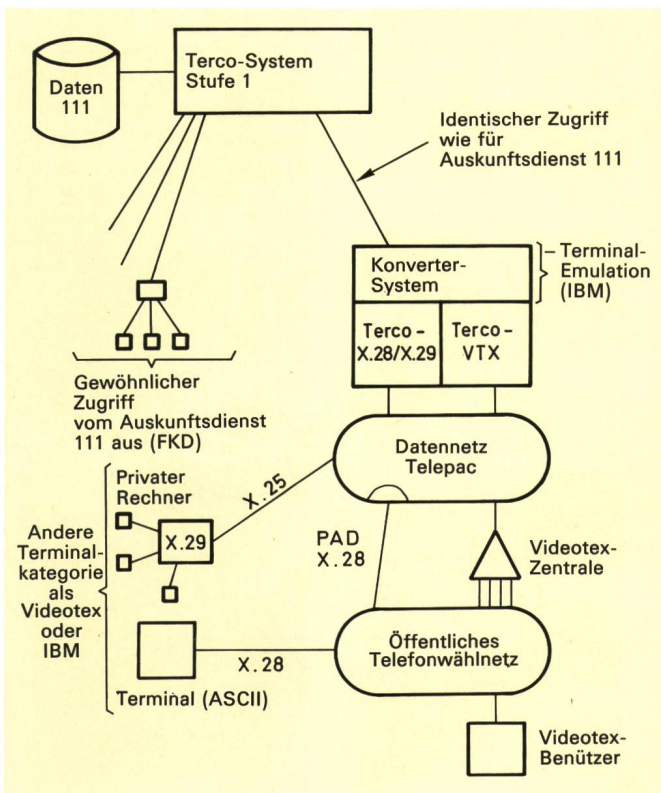 Daten
111
Terco-System
Stufe 1
Identischer Zugriff
wie für
Auskunftsdienst 111
Konverter-
System
– Terminal-
Emulation
(IBM)
Terco –
X.28/X.29
Terco –
VTX
Gewöhnlicher
Zugriff
vom Auskunftsdienst
111 aus (FKD)
Datennetz
Telepac
Privater
Rechner
X.25
X.29
Andere
Terminal-
kategorie
als
Videotex
oder
IBM
PAD
X.28
Videotex-
Zentrale
Öffentliches
Telefonwählnetz
X.28
Terminal (ASCII)
Videotex-
Benützer